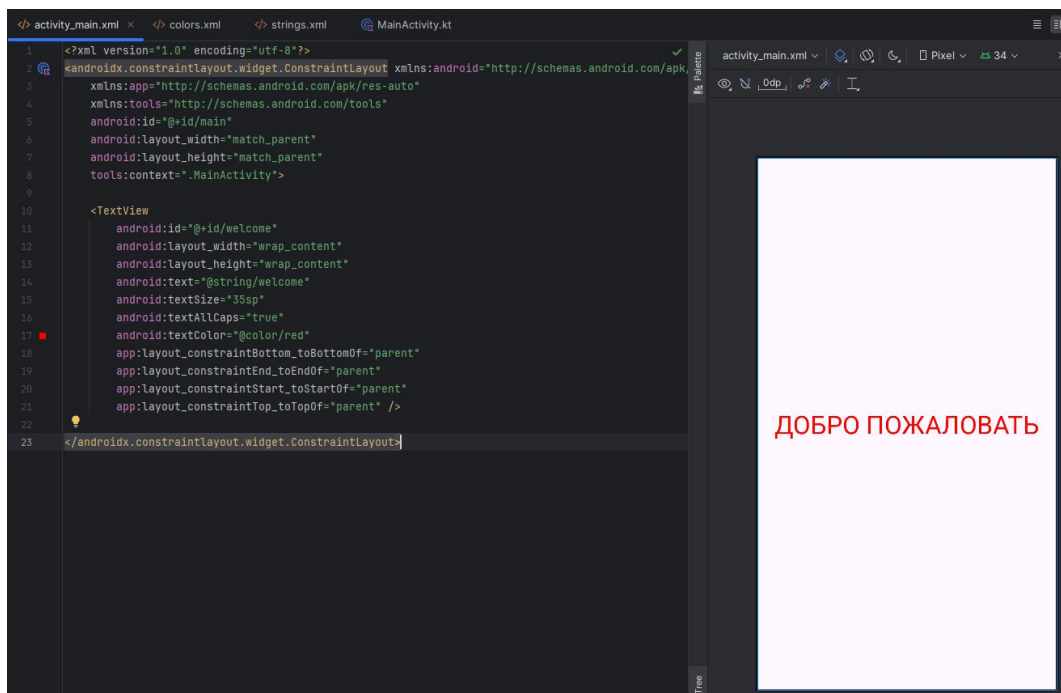 activity_main.xml colors.xml strings.xml MainActivity.kt
1 <?xml version="1.0" encoding="utf-8"?>
2 <androidx.constraintlayout.widget.ConstraintLayout xmlns:android="http://schemas.android.com/apk/
3 xmlns:app="http://schemas.android.com/apk/res-auto"
4 xmlns:tools="http://schemas.android.com/tools"
5 android:id="@+id/main"
6 android:layout_width="match_parent"
7 android:layout_height="match_parent"
8 tools:context=".MainActivity">
9
10 <TextView
11 android:id="@+id/welcome"
12 android:layout_width="wrap_content"
13 android:layout_height="wrap_content"
14 android:text="@string/welcome"
15 android:textSize="35sp"
16 android:textAllCaps="true"
17 android:textColor="@color/red"
18 app:layout_constraintBottom_toBottomOf="parent"
19 app:layout_constraintEnd_toEndOf="parent"
20 app:layout_constraintStart_toStartOf="parent"
21 app:layout_constraintTop_toTopOf="parent" />
22
23 </androidx.constraintlayout.widget.ConstraintLayout>
Palette
Tree
activity_main.xml Pixel 34
0dp
ДОБРО ПОЖАЛОВАТЬ